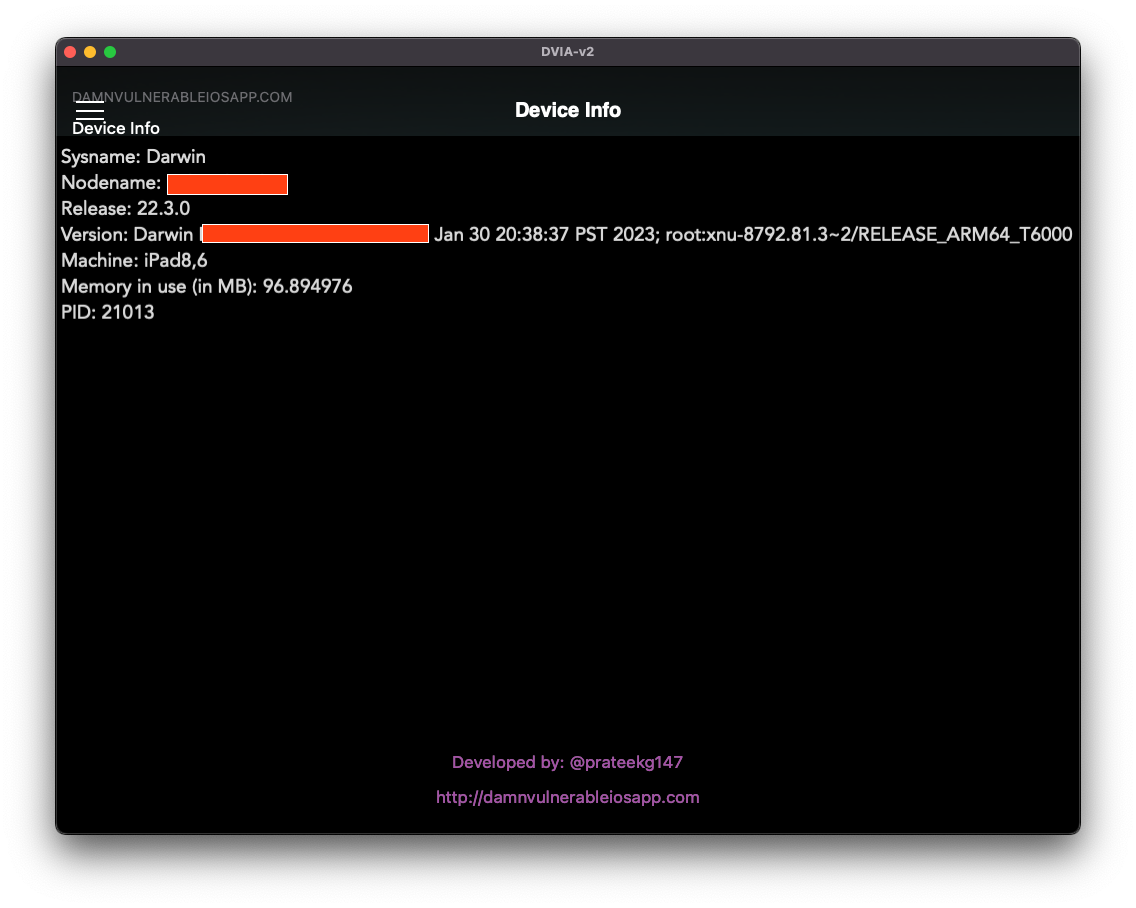 DVIA-v2
DAMNVULNERABLEIOSAPP.COM
Device Info
Device Info
Sysname: Darwin
Nodename:
Release: 22.3.0
Version: Darwin Jan 30 20:38:37 PST 2023; root:xnu-8792.81.3~2/RELEASE_ARM64_T6000
Machine: iPad8,6
Memory in use (in MB): 96.894976
PID: 21013
Developed by: @prateekg147
http://damnvulnerableiosapp.com